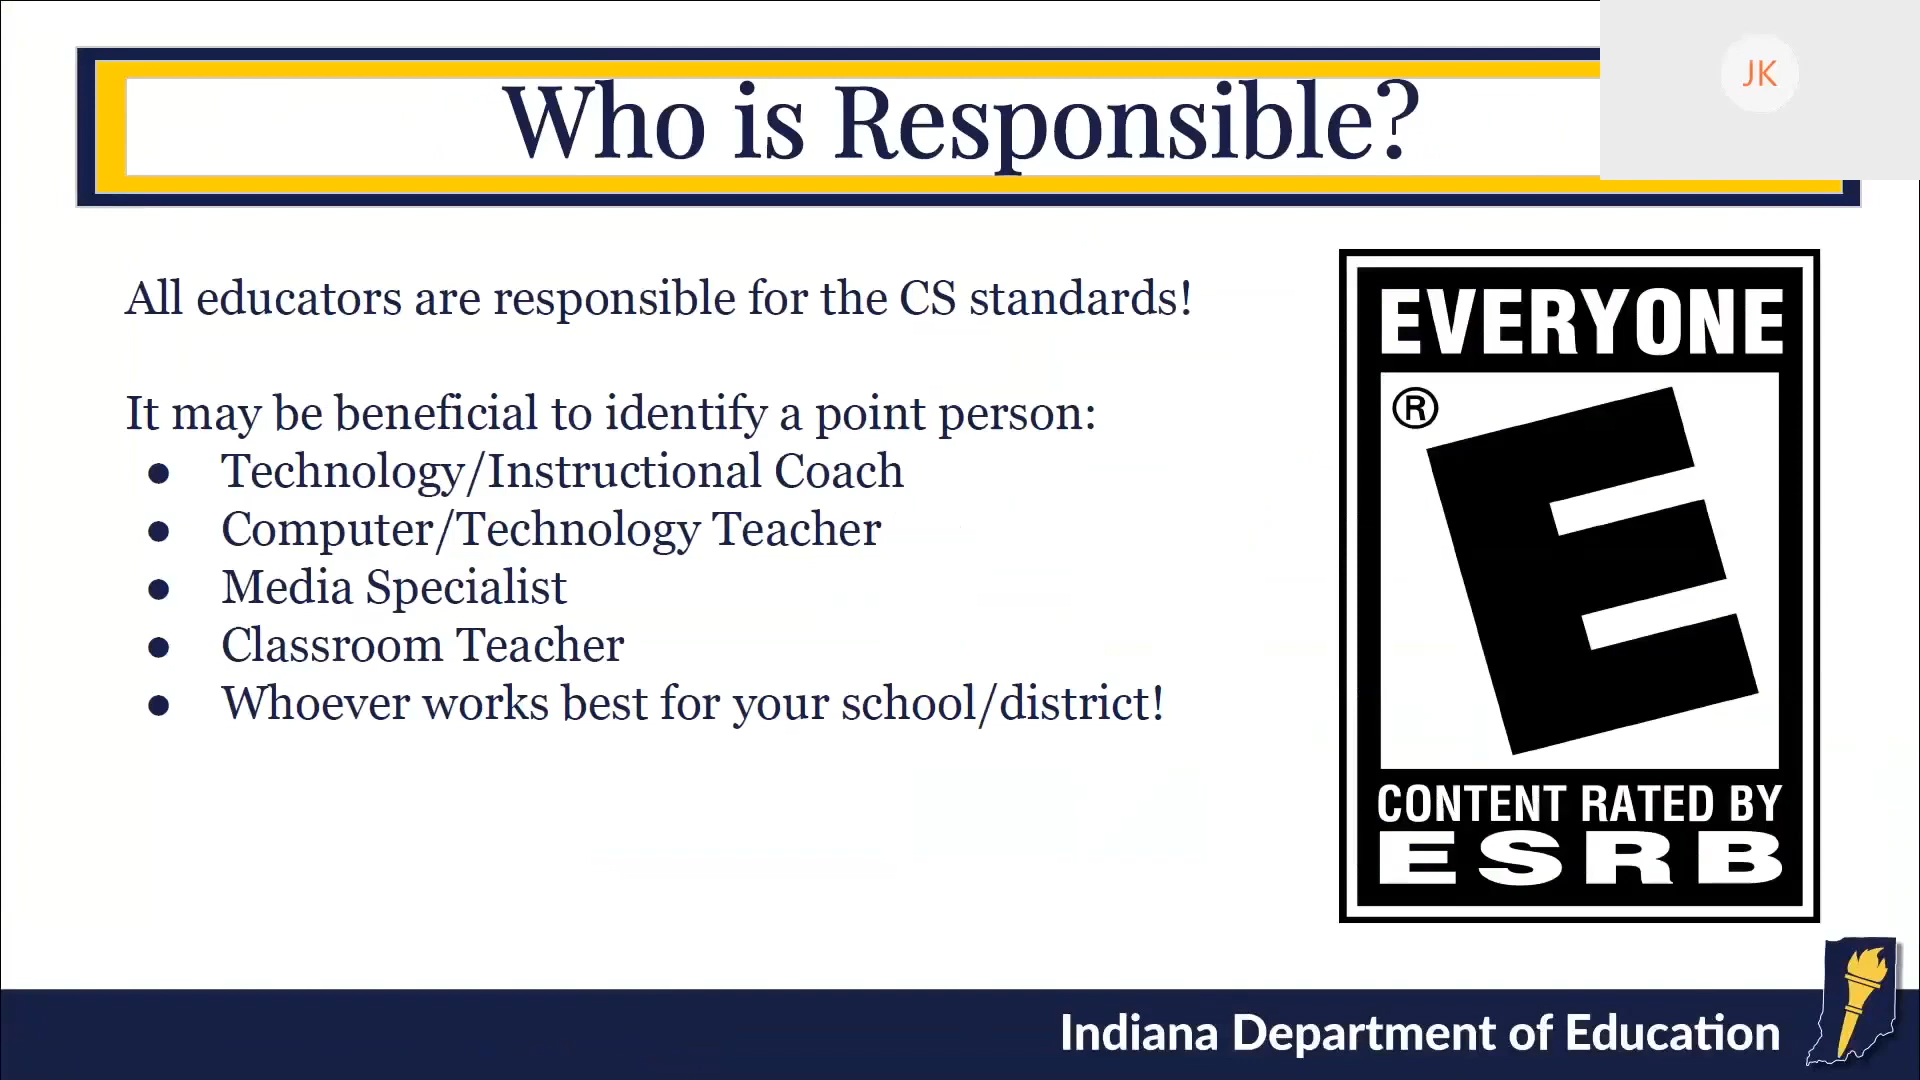 Who is Responsible?
JK
All educators are responsible for the CS standards!
It may be beneficial to identify a point person:
● Technology/Instructional Coach
● Computer/Technology Teacher
● Media Specialist
● Classroom Teacher
● Whoever works best for your school/district!
EVERYONE
®
E
CONTENT RATED BY
ESRB
Indiana Department of Education